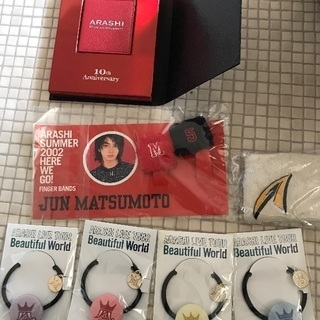 ARASHI
10th
Anniversary
ARASHI
SUMMER
2002
HERE
WE GO!
FINGER BANDS
JUN MATSUMOTO
M
ARASHI LIVE TOUR
Beautiful World
ARASHI LIVE TOUR
Beautiful World
ARASHI LIVE TOUR
Beautiful World
ARASHI LIVE TOUR
Beautiful World